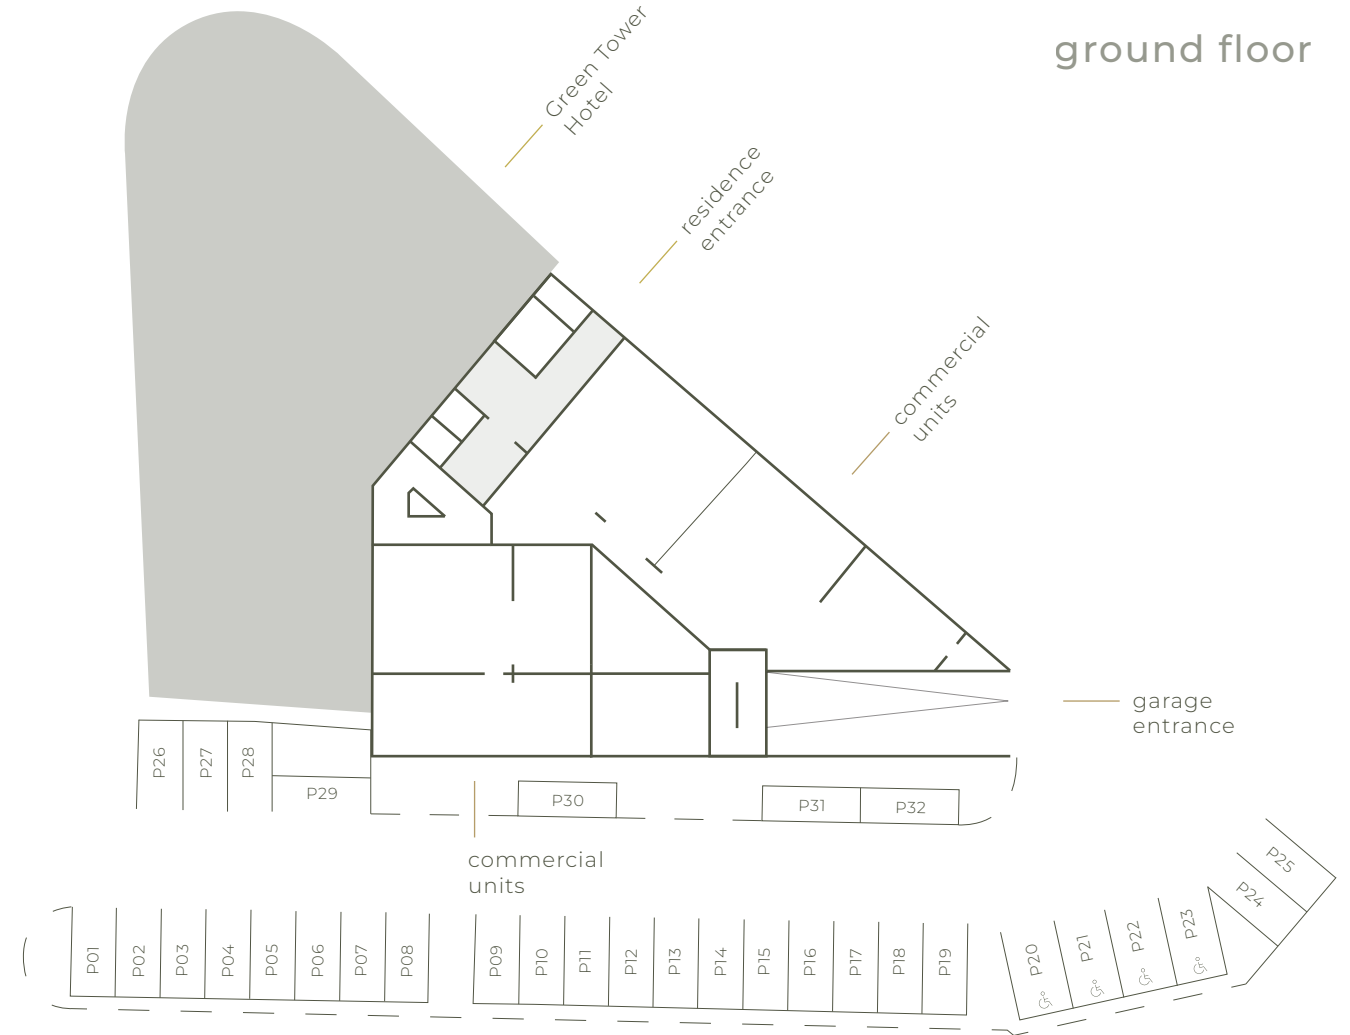 ground floor
Green Tower
Hotel
residence
entrance
commercial
units
garage
entrance
P26
P27
P28
P29
P30
P31
P32
commercial
units
P25
P24
P01
P02
P03
P04
P05
P06
P07
P08
P09
P10
P11
P12
P13
P14
P15
P16
P17
P18
P19
P20
P21
P22
P23